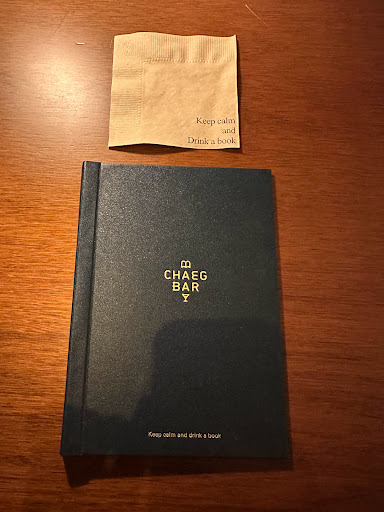 Keep calm
and
Drink a book
CHAEG
BAR
Keep calm and drink a book